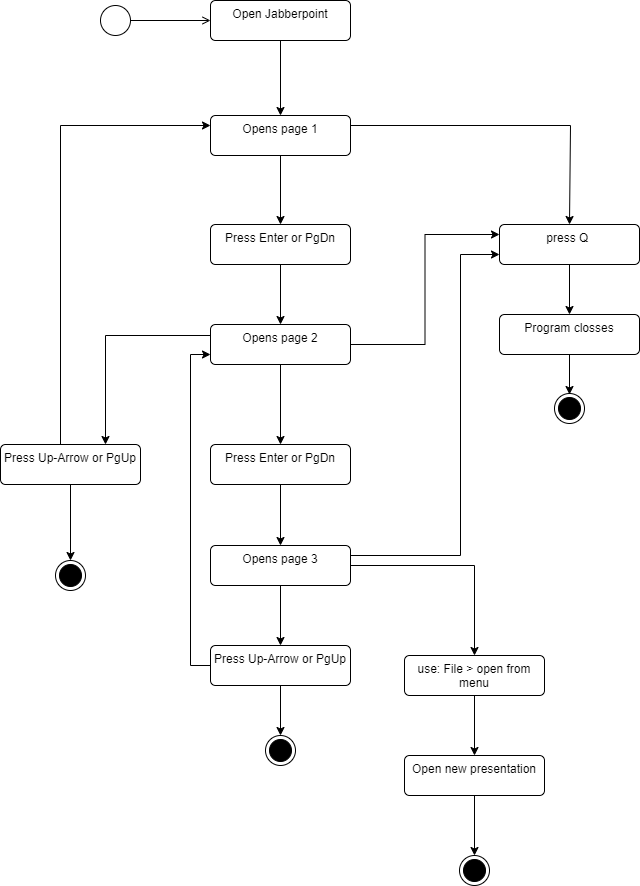 Open Jabberpoint
Opens page 1
Press Enter or PgDn
press Q
Opens page 2
Program closses
Press Up-Arrow or PgUp
Press Enter or PgDn
Opens page 3
Press Up-Arrow or PgUp
use: File > open from
menu
Open new presentation